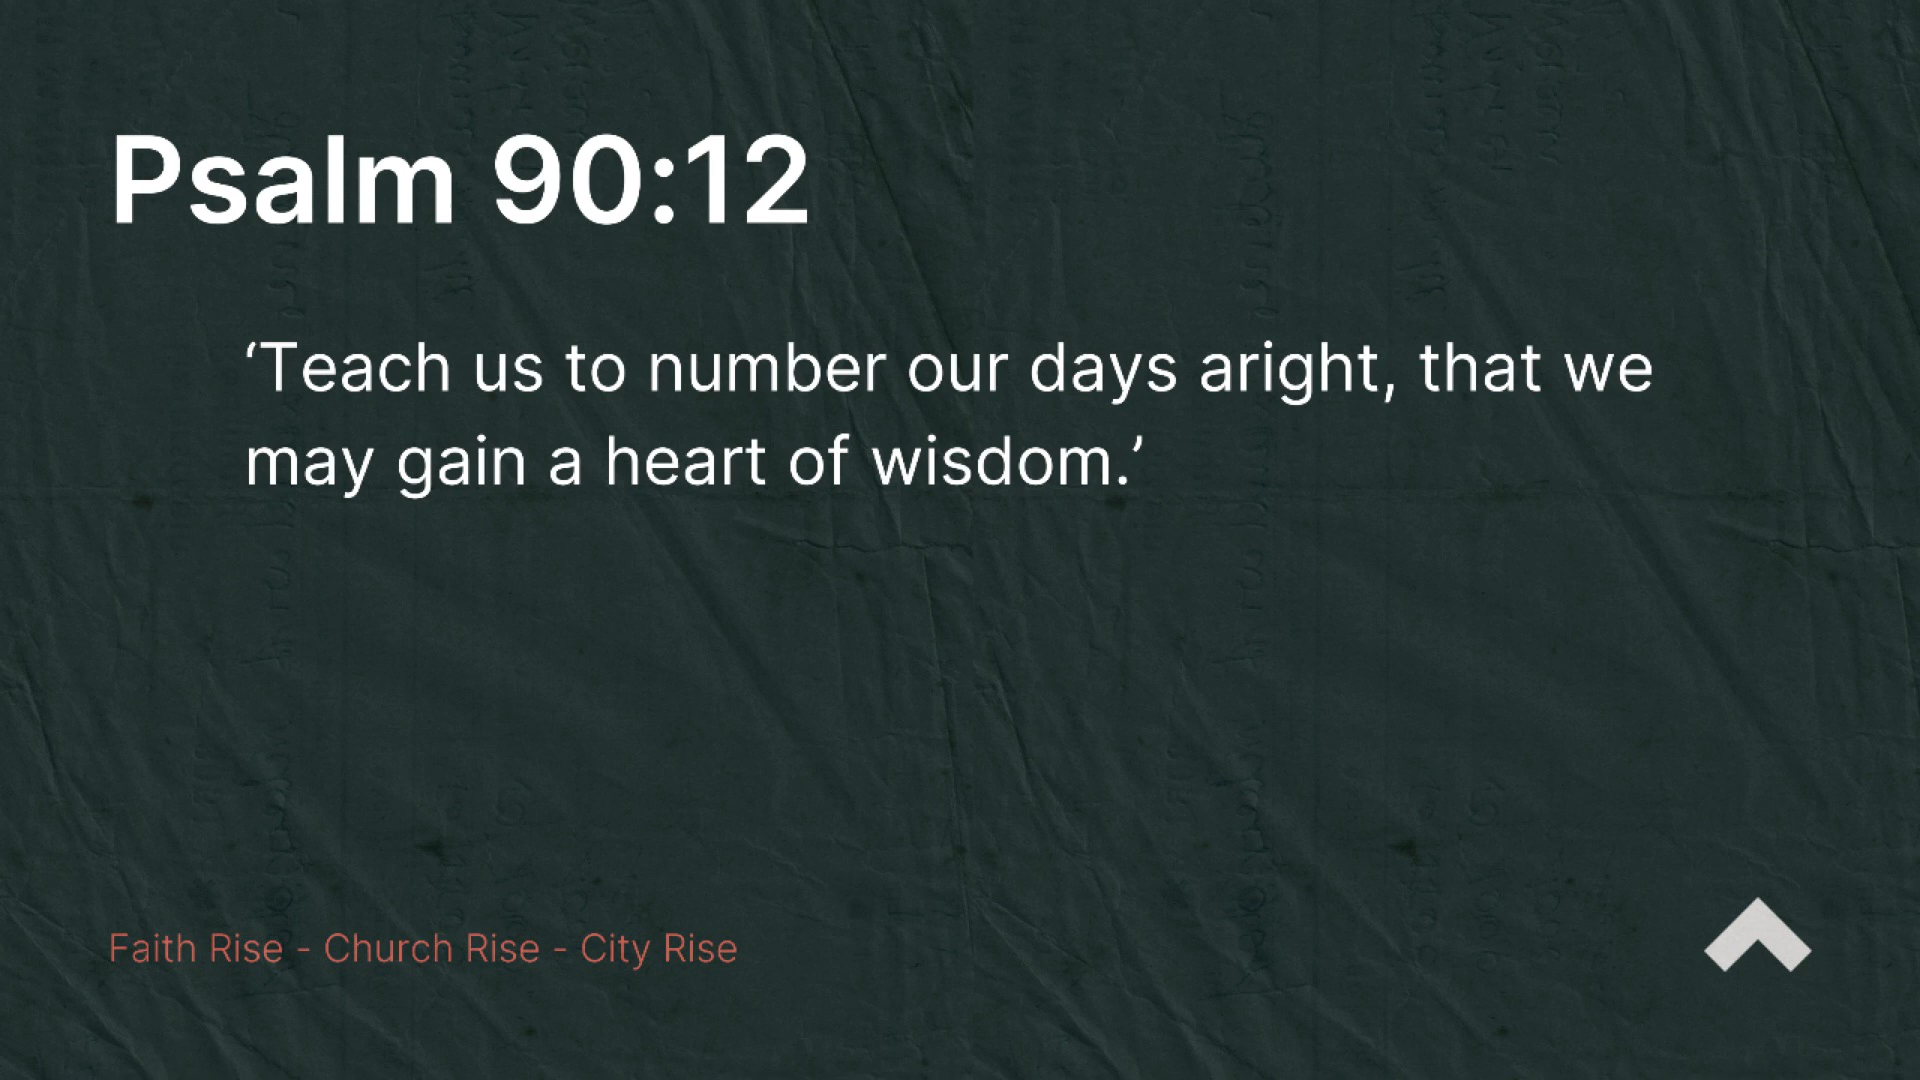 Psalm 90:12
‘Teach us to number our days aright, that we
may gain a heart of wisdom.’
Faith Rise - Church Rise - City Rise